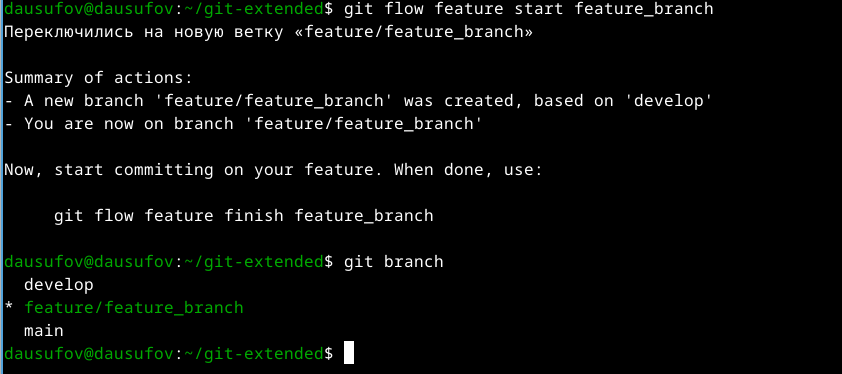 dausufov@dausufov:~/git-extended$ git flow feature start feature_branch
Переключились на новую ветку «feature/feature_branch»
Summary of actions:
- A new branch 'feature/feature_branch' was created, based on 'develop'
- You are now on branch 'feature/feature_branch'
Now, start committing on your feature. When done, use:
git flow feature finish feature_branch
dausufov@dausufov:~/git-extended$ git branch
develop
* feature/feature_branch
main
dausufov@dausufov:~/git-extended$